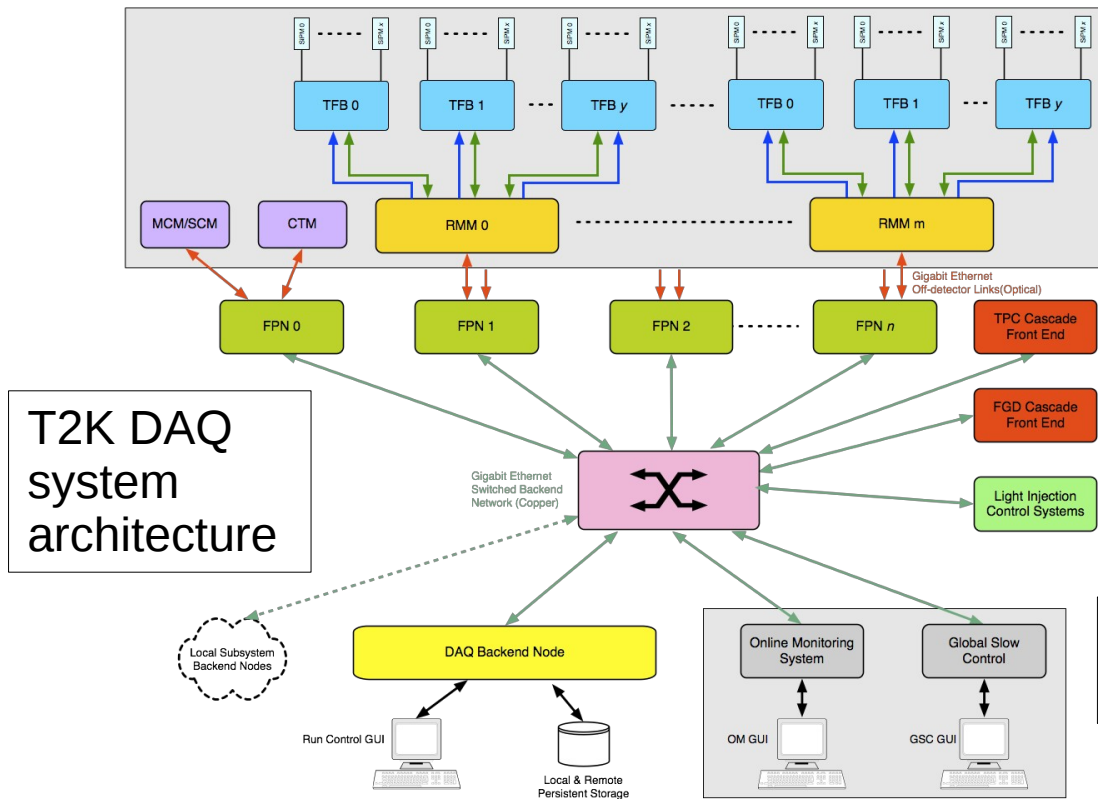 SiPM 0
SiPM x
SiPM 0
SiPM x
SiPM 0
SiPM x
SiPM 0
SiPM x
SiPM 0
SiPM x
SiPM 0
SiPM x
TFB 0
TFB 1
TFB y
TFB 0
TFB 1
TFB y
MCM/SCM
CTM
RMM 0
RMM m
Gigabit Ethernet
Off-detector Links(Optical)
FPN 0
FPN 1
FPN 2
FPN n
TPC Cascade
Front End
T2K DAQ
system
architecture
FGD Cascade
Front End
Gigabit Ethernet
Switched Backend
Network (Copper)
Light Injection
Control Systems
Local Subsystem
Backend Nodes
DAQ Backend Node
Online Monitoring
System
Global Slow
Control
Run Control GUI
Local & Remote
Persistent Storage
OM GUI
GSC GUI